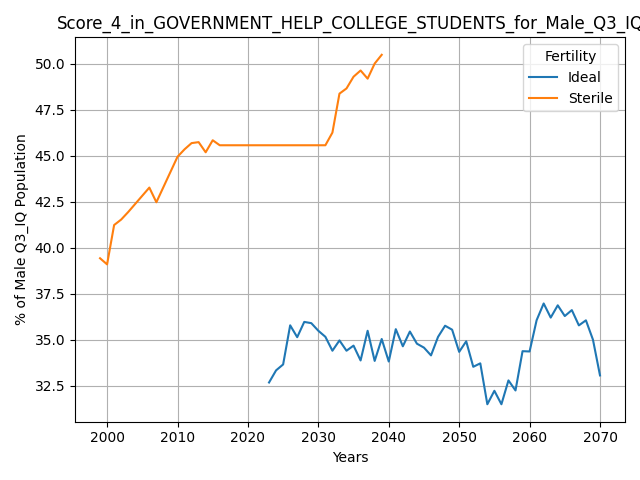 Score_4_in_GOVERNMENT_HELP_COLLEGE_STUDENTS_for_Male_Q3_IQ
Fertility
Ideal
Sterile
% of Male Q3_IQ Population
50.0
47.5
45.0
42.5
40.0
37.5
35.0
32.5
2000 2010 2020 2030 2040 2050 2060 2070
Years